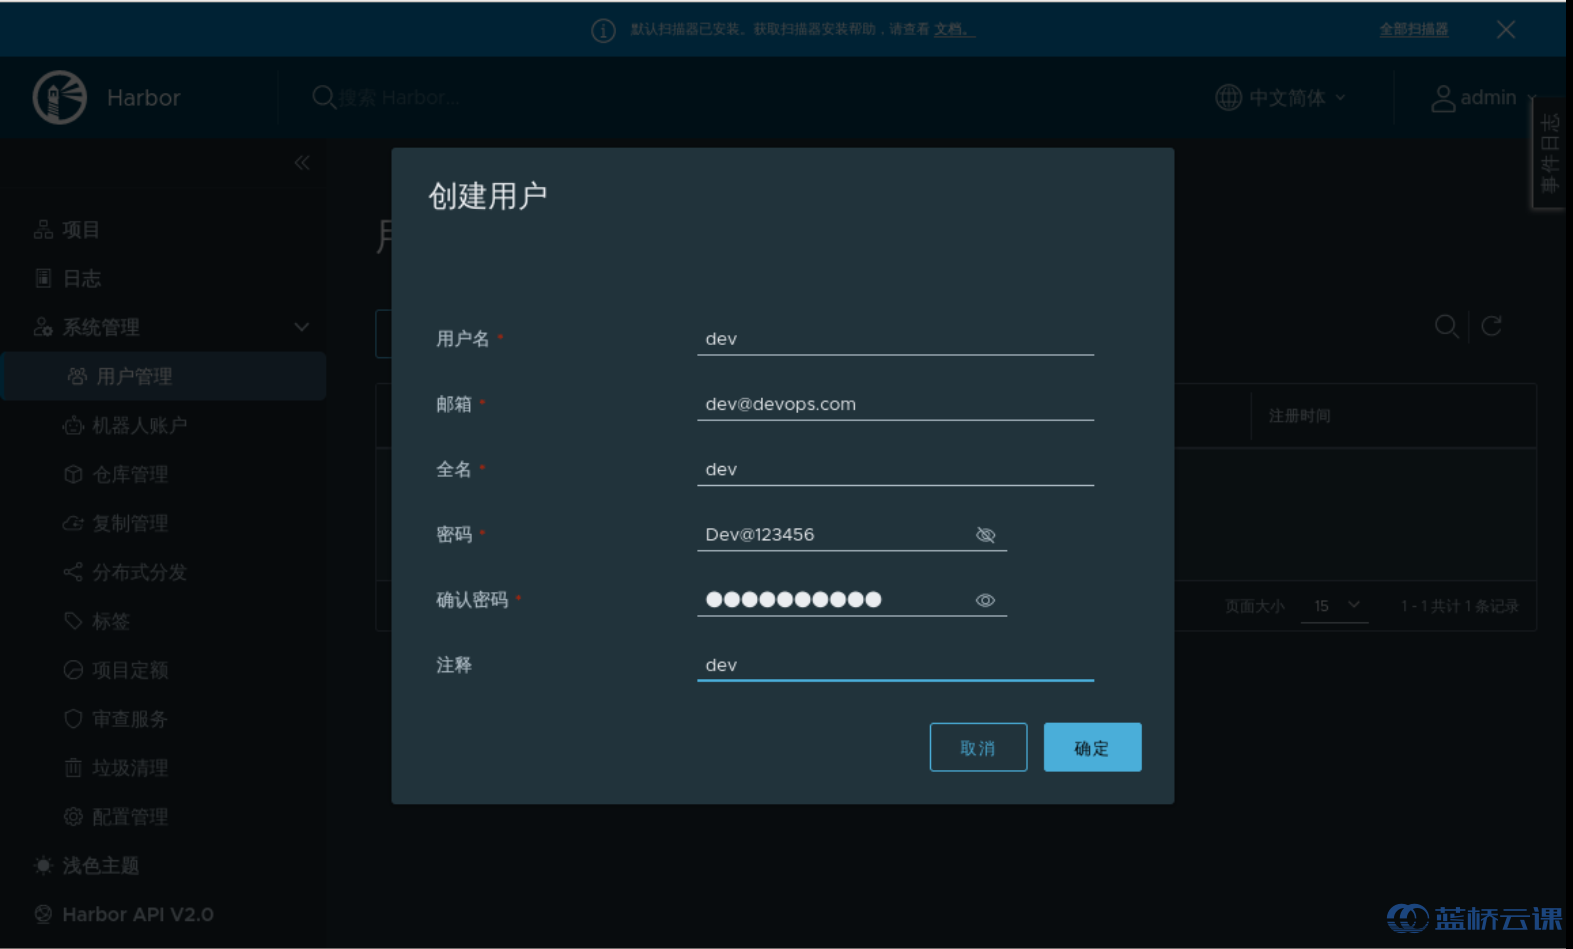 默认扫描器已安装。获取扫描器安装帮助，请查看 文档。
全部扫描器
Harbor
搜索 Harbor...
中文简体
admin
事件日志
创建用户
项目
日志
系统管理
用户管理
机器人账户
仓库管理
复制管理
分布式分发
标签
项目定额
审查服务
垃圾清理
配置管理
浅色主题
Harbor API V2.0
用户名 *
dev
邮箱 *
dev@devops.com
全名 *
dev
密码 *
Dev@123456
确认密码 *
●●●●●●●●●●
注释
dev
取消
确定
注册时间
页面大小 15 1 - 1 共计 1 条记录
蓝桥云课